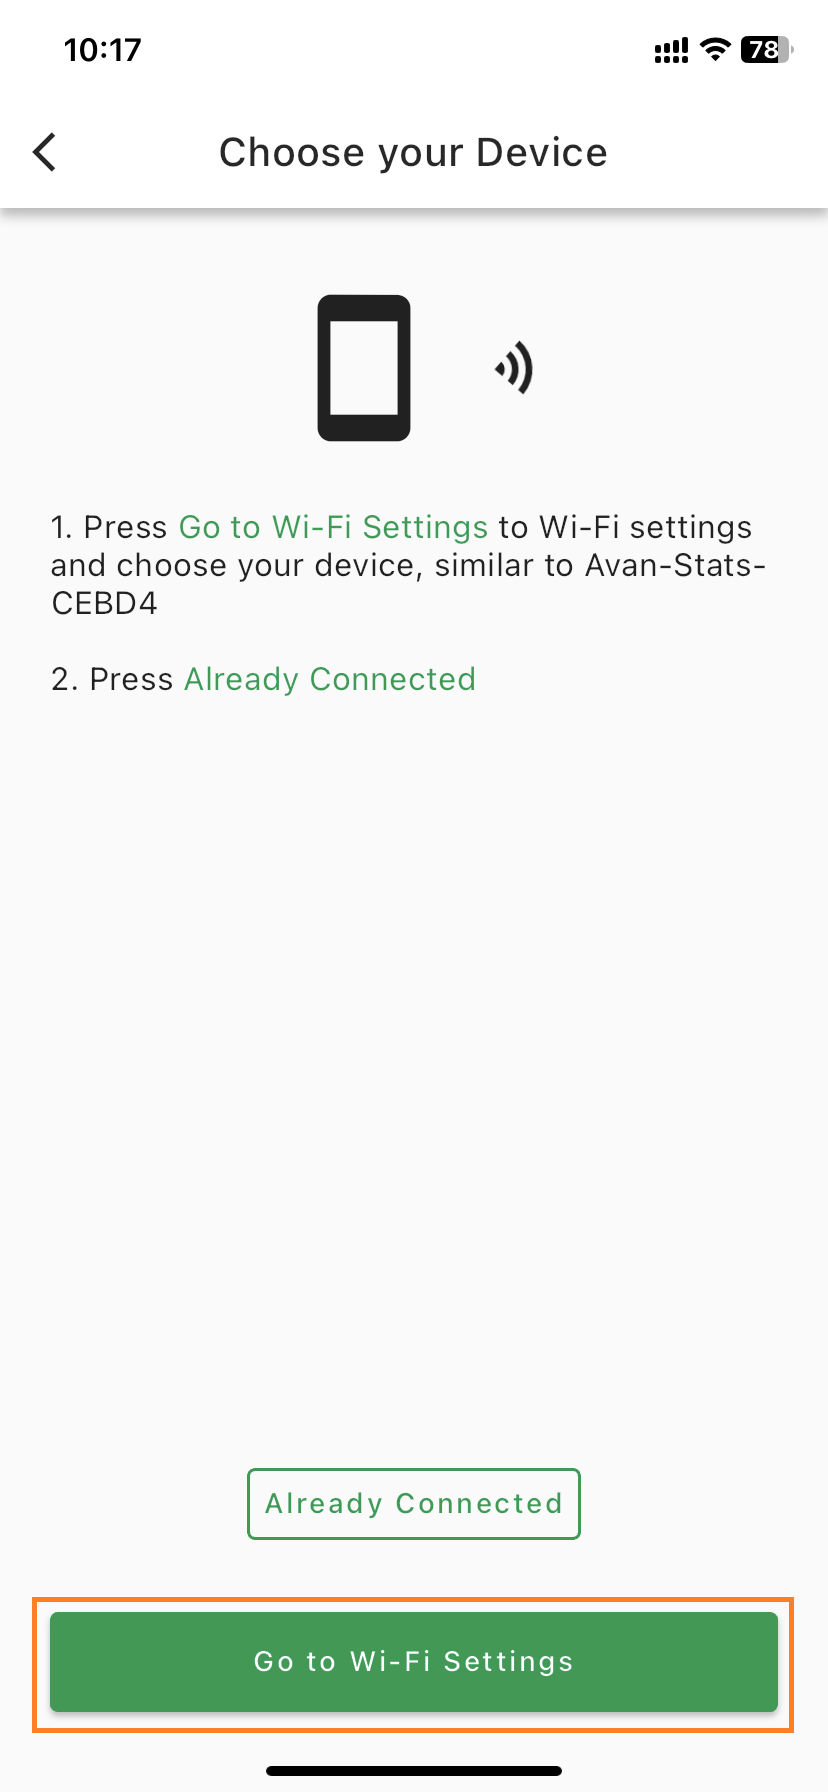 10:17
78
Choose your Device
1. Press Go to Wi-Fi Settings to Wi-Fi settings
and choose your device, similar to Avan-Stats-
CEBD4
2. Press Already Connected
Already Connected
Go to Wi-Fi Settings